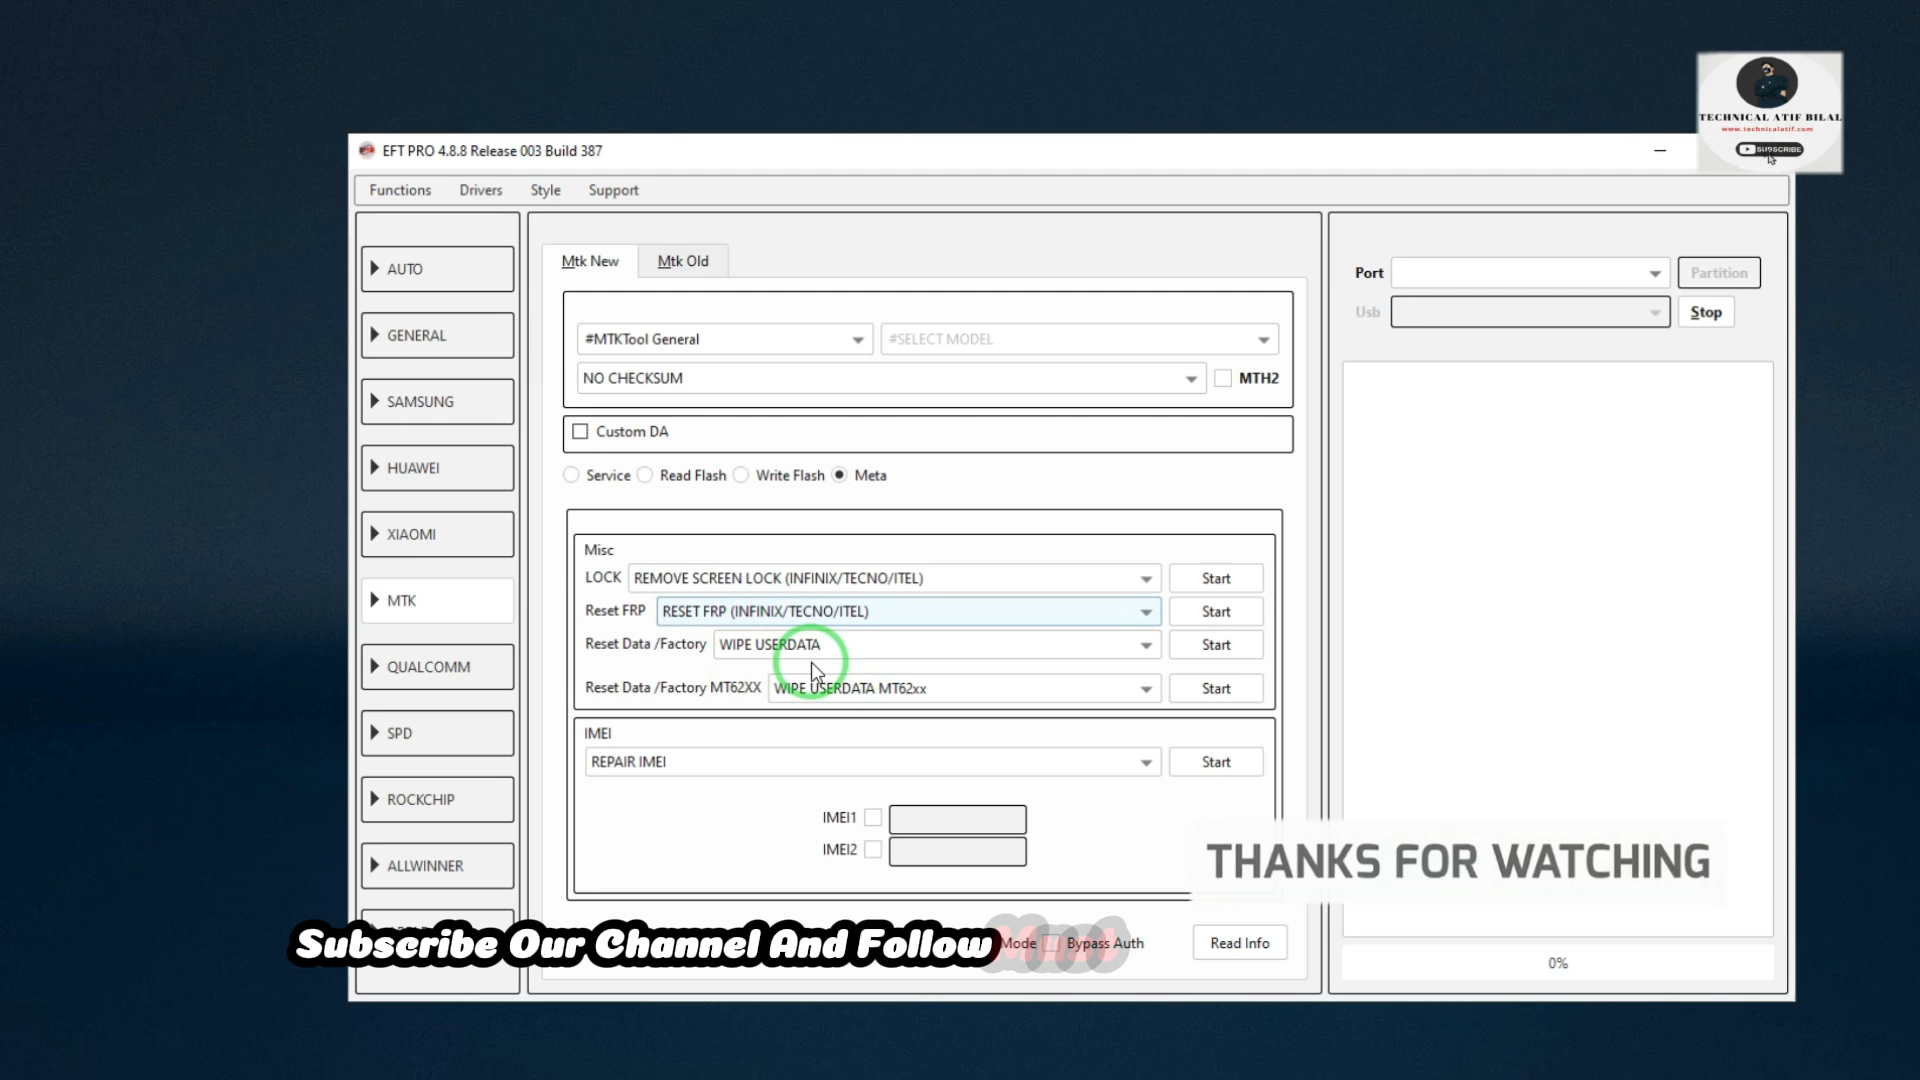 TECHNICAL ATIF BILAL
www.technicalatif.com
SUBSCRIBE
EFT PRO 4.8.8 Release 003 Build 387
Functions Drivers Style Support
AUTO
GENERAL
SAMSUNG
HUAWEI
XIAOMI
MTK
QUALCOMM
SPD
ROCKCHIP
ALLWINNER
Mtk New Mtk Old
#MTKTool General #SELECT MODEL
NO CHECKSUM MTH2
Custom DA
Service Read Flash Write Flash Meta
Misc
LOCK REMOVE SCREEN LOCK (INFINIX/TECNO/ITEL) Start
Reset FRP RESET FRP (INFINIX/TECNO/ITEL) Start
Reset Data /Factory WIPE USERDATA Start
Reset Data /Factory MT62XX WIPE USERDATA MT62xx Start
IMEI
REPAIR IMEI Start
IMEI1
IMEI2
Mode Bypass Auth Read Info
Port Partition
Usb Stop
THANKS FOR WATCHING
0%
Subscribe Our Channel And Follow